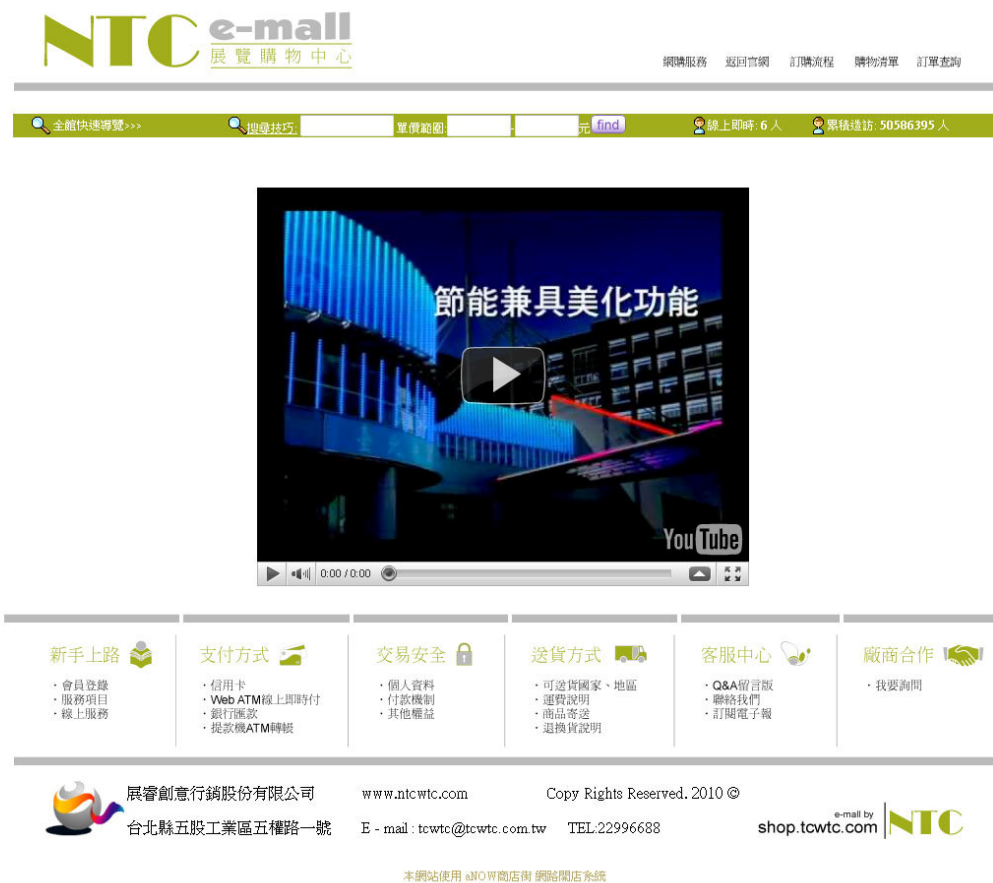 NTC e-mall
展覽購物中心
網購服務 返回官網 訂購流程 購物清單 訂單查詢
全館快速導覽>>> 搜尋技巧: 單價範圍: - 元 find 線上即時: 6 人 累積造訪: 50586395 人
節能兼具美化功能
YouTube
0:00 / 0:00
新手上路 支付方式 交易安全 送貨方式 客服中心 廠商合作
・會員登錄 ・信用卡 ・個人資料 ・可送貨國家、地區 ・Q&A留言版 ・我要詢問
・服務項目 ・Web ATM線上即時付 ・付款機制 ・運費說明 ・聯絡我們
・線上服務 ・銀行匯款 ・其他權益 ・商品寄送 ・訂閱電子報
・提款機ATM轉帳 ・退換貨說明
展睿創意行銷股份有限公司 www.ntcwtc.com Copy Rights Reserved. 2010 ©
台北縣五股工業區五權路一號 E - mail : tcwtc@tcwtc.com.tw TEL:22996688
e-mall by
shop.tcwtc.com NTC
本網站使用 aNOW商店街 網路開店系統